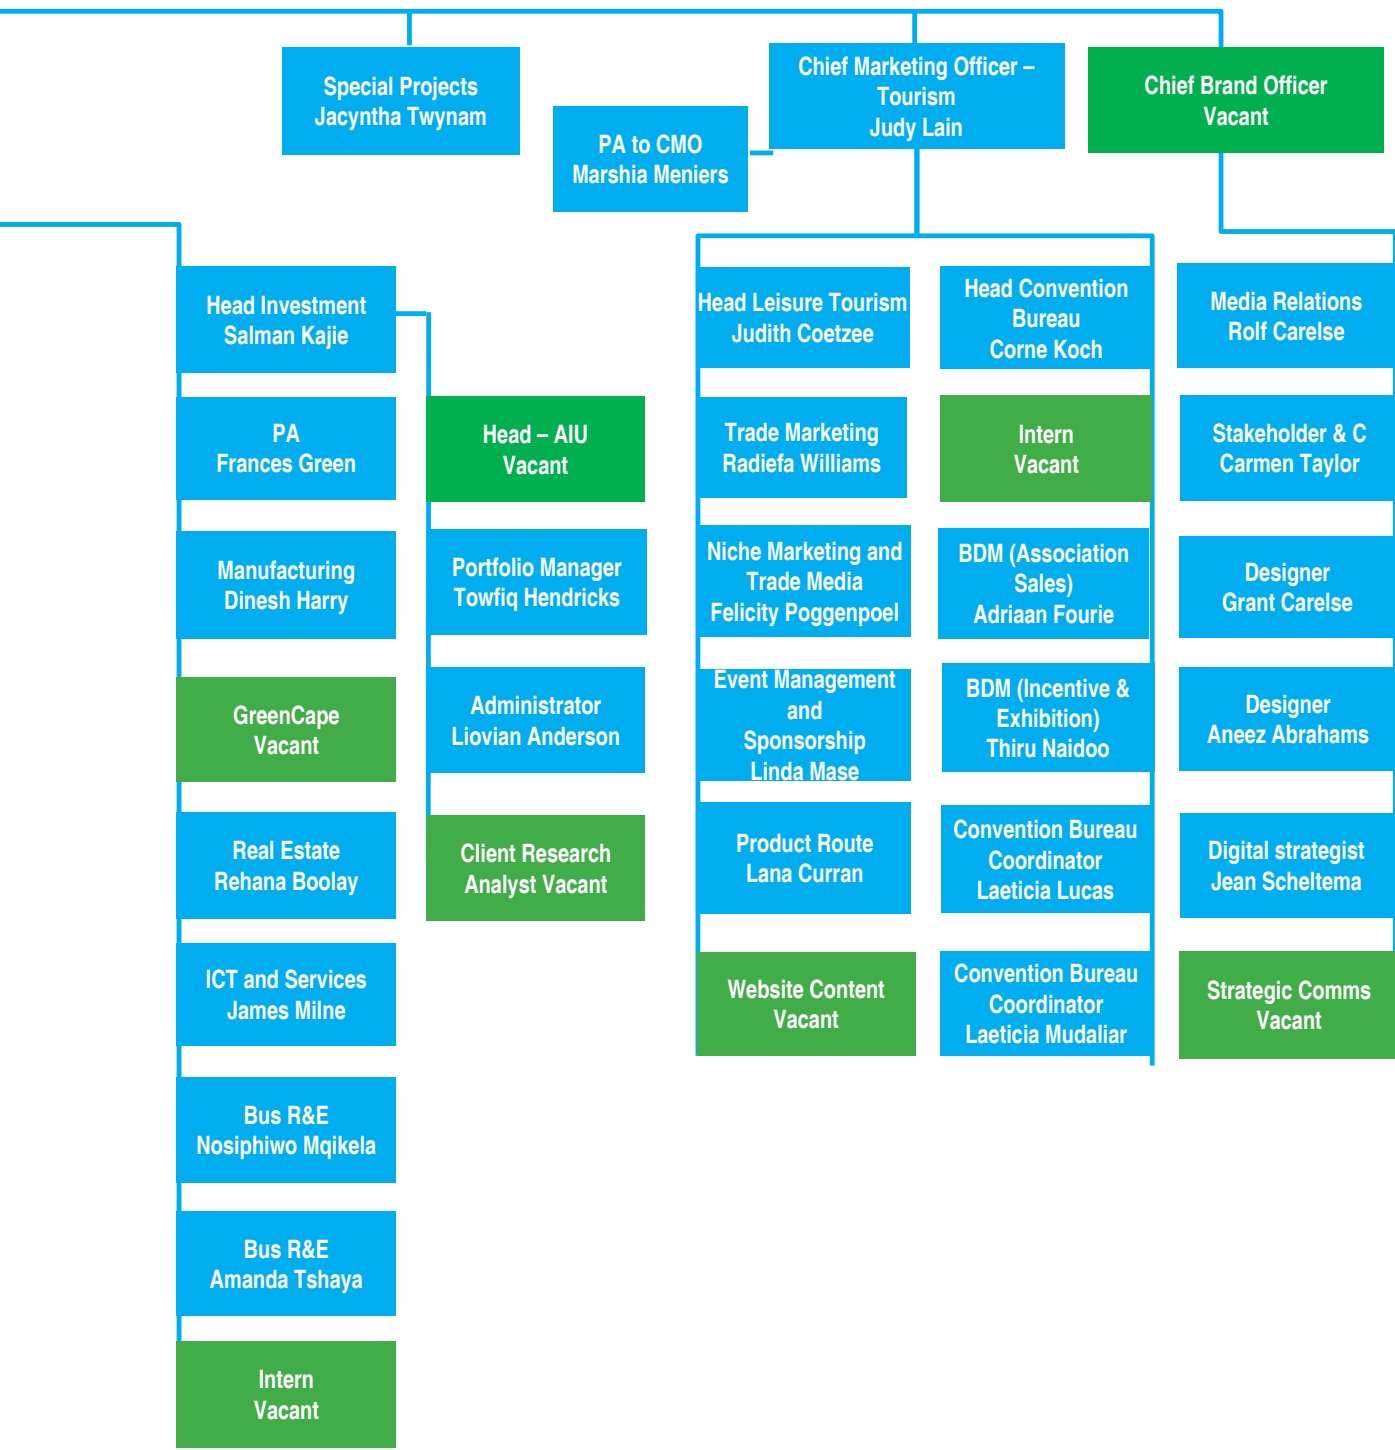 Special Projects
Jacyntha Twynam
PA to CMO
Marshia Meniers
Chief Marketing Officer –
Tourism
Judy Lain
Chief Brand Officer
Vacant
Head Investment
Salman Kajie
PA
Frances Green
Manufacturing
Dinesh Harry
GreenCape
Vacant
Real Estate
Rehana Boolay
ICT and Services
James Milne
Bus R&E
Nosiphiwo Mqikela
Bus R&E
Amanda Tshaya
Intern
Vacant
Head – AIU
Vacant
Portfolio Manager
Towfiq Hendricks
Administrator
Liovian Anderson
Client Research
Analyst Vacant
Head Leisure Tourism
Judith Coetzee
Trade Marketing
Radiefa Williams
Niche Marketing and
Trade Media
Felicity Poggenpoel
Event Management
and
Sponsorship
Linda Mase
Product Route
Lana Curran
Website Content
Vacant
Head Convention
Bureau
Corne Koch
Intern
Vacant
BDM (Association
Sales)
Adriaan Fourie
BDM (Incentive &
Exhibition)
Thiru Naidoo
Convention Bureau
Coordinator
Laeticia Lucas
Convention Bureau
Coordinator
Laeticia Mudaliar
Media Relations
Rolf Carelse
Stakeholder & C
Carmen Taylor
Designer
Grant Carelse
Designer
Aneez Abrahams
Digital strategist
Jean Scheltema
Strategic Comms
Vacant